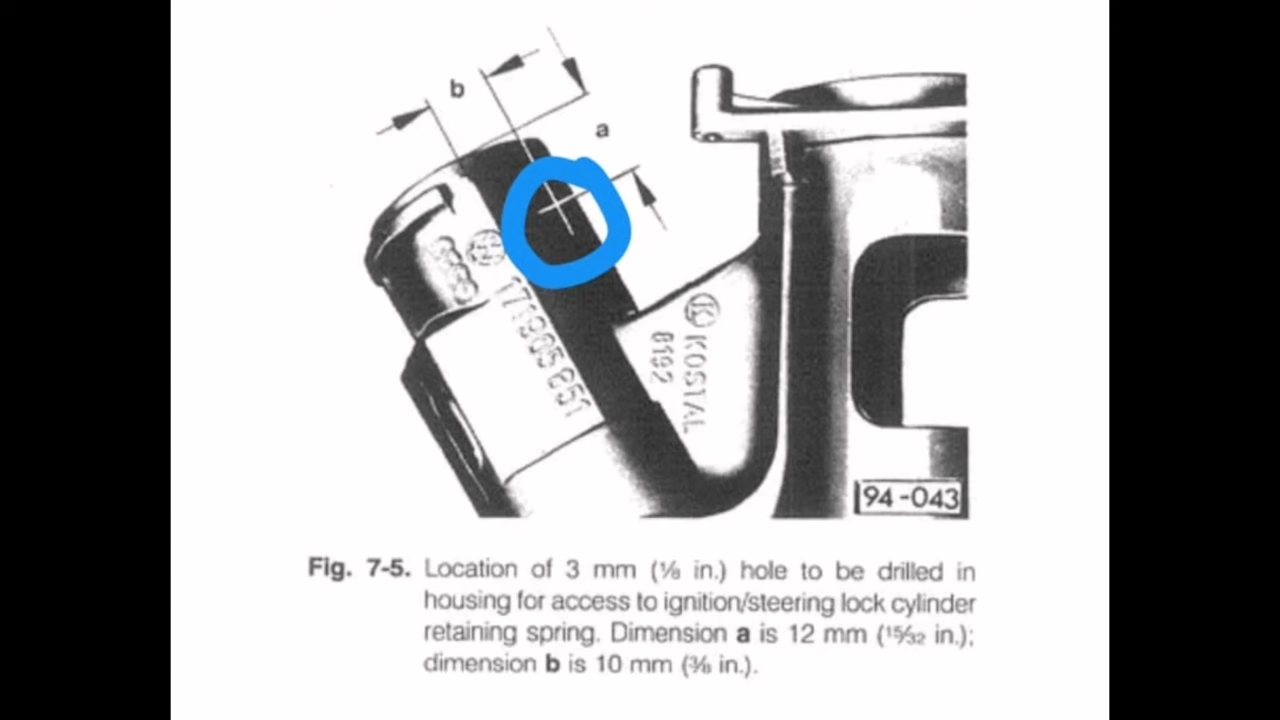 b
a
171905851
KOSTAL
8192
94-043
Fig. 7-5. Location of 3 mm (⅛ in.) hole to be drilled in
housing for access to ignition/steering lock cylinder
retaining spring. Dimension a is 12 mm (15⁄32 in.);
dimension b is 10 mm (⅜ in.).